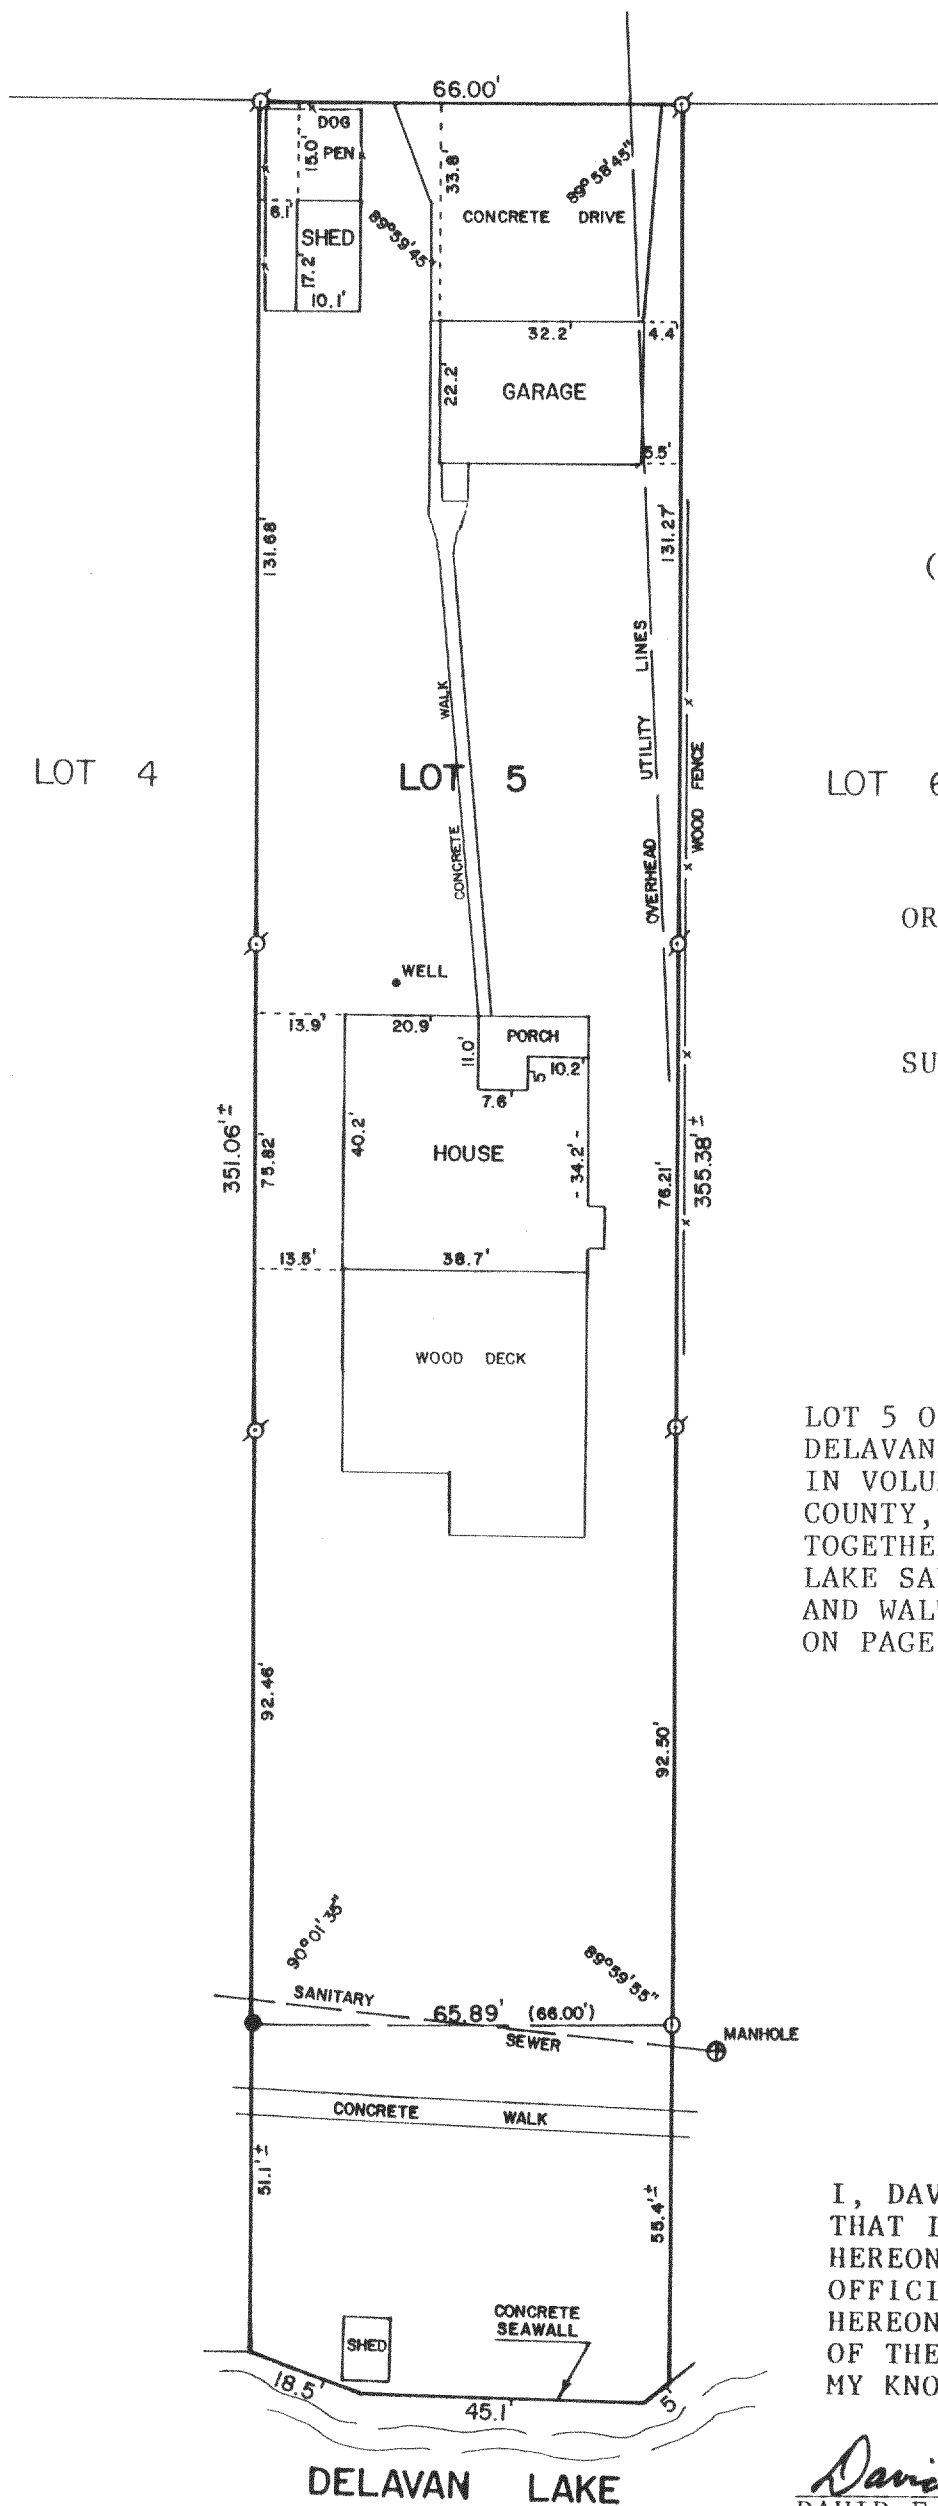 66.00'
DOG
PEN
15.0'
6.1'
SHED
17.2'
10.1'
89°59'45"
33.8'
CONCRETE DRIVE
89°58'45"
32.2'
4.4'
22.2'
GARAGE
5.5'
131.68'
131.27'
(
CONCRETE WALK
OVERHEAD UTILITY LINES
WOOD FENCE
LOT 4
LOT 5
LOT 6
OR
WELL
13.9'
20.9'
PORCH
11.0'
5
10.2'
7.6'
SU
351.06'±
75.82'
40.2'
HOUSE
- 34.2' -
76.21'
355.38'±
13.5'
38.7'
WOOD DECK
LOT 5 O
DELAVAN
IN VOLU
COUNTY,
TOGETHE
LAKE SA
AND WAL
ON PAGE
92.46'
92.50'
90°01'35"
89°59'55"
SANITARY
65.89' (66.00')
SEWER
MANHOLE
CONCRETE WALK
51.1'±
55.4'±
I, DAV
THAT I
HEREON
OFFICI
HEREON
OF THE
MY KNO
CONCRETE
SEAWALL
SHED
18.5'
45.1'
5'
DELAVAN LAKE
David
DAVID F